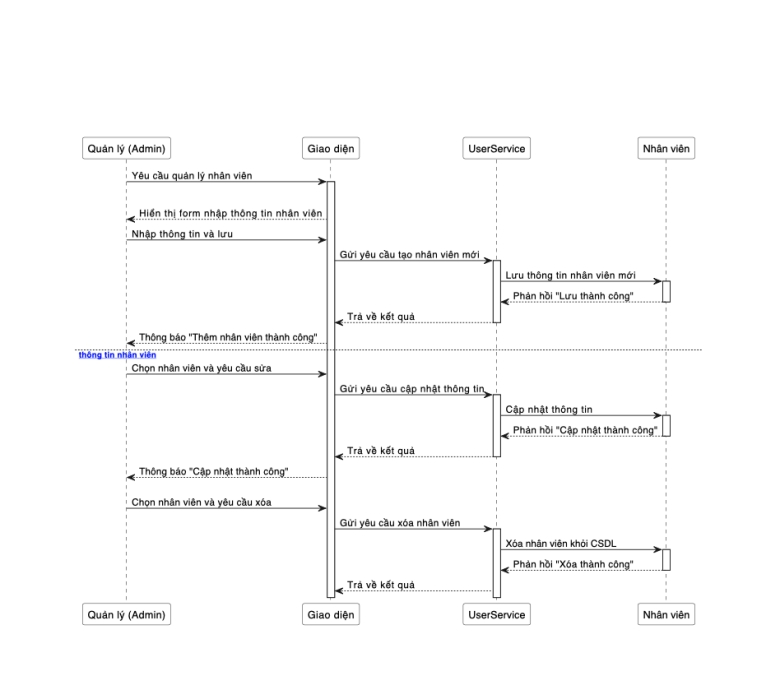 Quản lý (Admin) Giao diện UserService Nhân viên
Yêu cầu quản lý nhân viên
Hiển thị form nhập thông tin nhân viên
Nhập thông tin và lưu
Gửi yêu cầu tạo nhân viên mới
Lưu thông tin nhân viên mới
Phản hồi "Lưu thành công"
Trả về kết quả
Thông báo "Thêm nhân viên thành công"
thông tin nhân viên
Chọn nhân viên và yêu cầu sửa
Gửi yêu cầu cập nhật thông tin
Cập nhật thông tin
Phản hồi "Cập nhật thành công"
Trả về kết quả
Thông báo "Cập nhật thành công"
Chọn nhân viên và yêu cầu xóa
Gửi yêu cầu xóa nhân viên
Xóa nhân viên khỏi CSDL
Phản hồi "Xóa thành công"
Trả về kết quả
Quản lý (Admin) Giao diện UserService Nhân viên